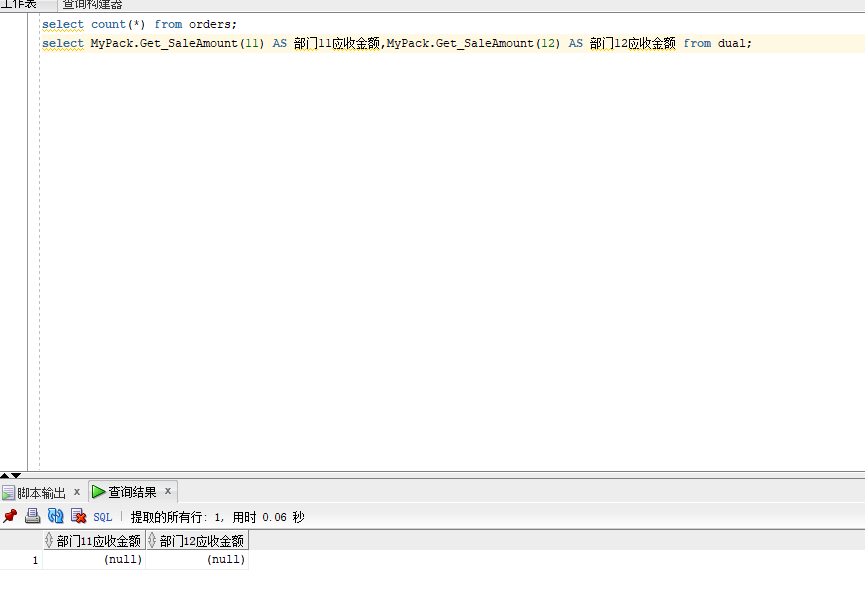 工作表 查询构建器
select count(*) from orders;
select MyPack.Get_SaleAmount(11) AS 部门11应收金额,MyPack.Get_SaleAmount(12) AS 部门12应收金额 from dual;
脚本输出 x 查询结果 x
SQL | 提取的所有行: 1, 用时 0.06 秒
部门11应收金额 部门12应收金额
1 (null) (null)